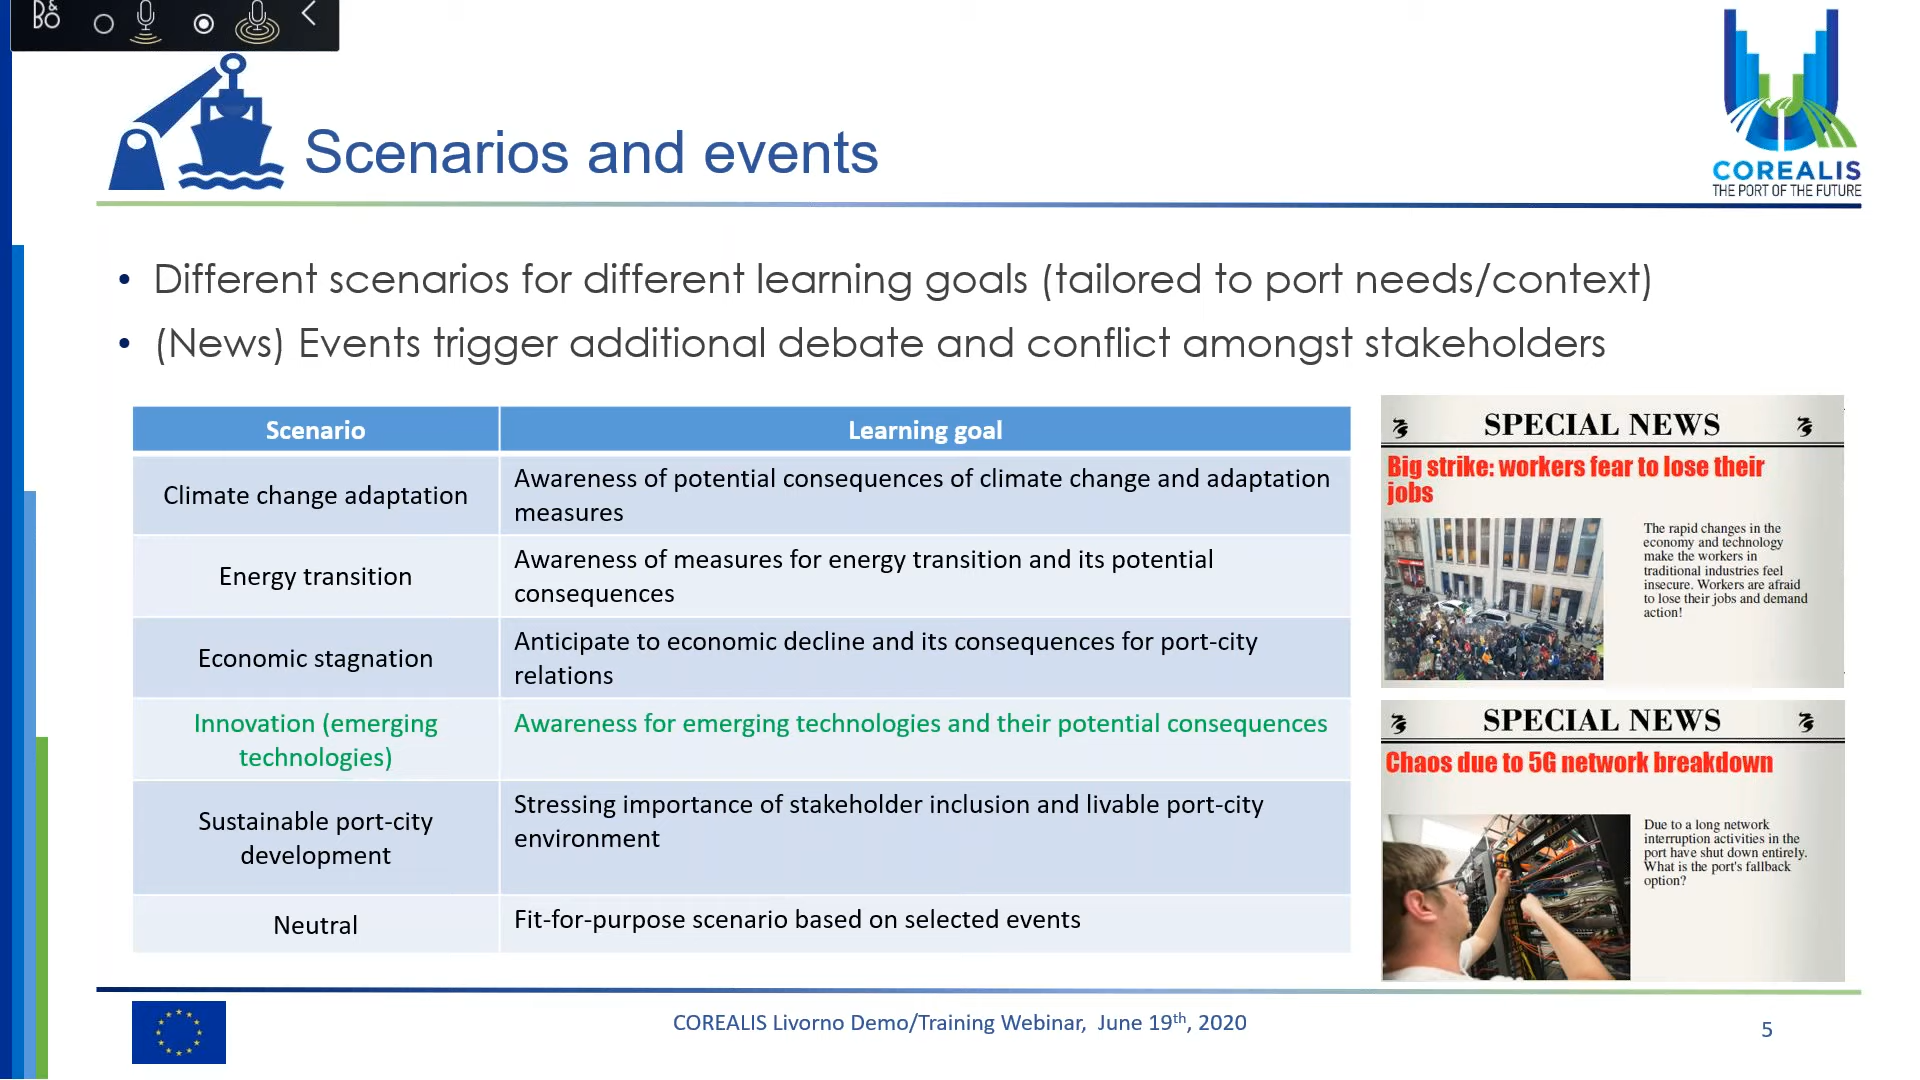 B&O
Scenarios and events
COREALIS
THE PORT OF THE FUTURE
• Different scenarios for different learning goals (tailored to port needs/context)
• (News) Events trigger additional debate and conflict amongst stakeholders
Scenario
Learning goal
Climate change adaptation
Awareness of potential consequences of climate change and adaptation
measures
Energy transition
Awareness of measures for energy transition and its potential
consequences
Economic stagnation
Anticipate to economic decline and its consequences for port-city
relations
Innovation (emerging
technologies)
Awareness for emerging technologies and their potential consequences
Sustainable port-city
development
Stressing importance of stakeholder inclusion and livable port-city
environment
Neutral
Fit-for-purpose scenario based on selected events
SPECIAL NEWS
Big strike: workers fear to lose their
jobs
The rapid changes in the
economy and technology
make the workers in
traditional industries feel
insecure. Workers are afraid
to lose their jobs and demand
action!
SPECIAL NEWS
Chaos due to 5G network breakdown
Due to a long network
interruption activities in the
port have shut down entirely.
What is the port's fallback
option?
COREALIS Livorno Demo/Training Webinar, June 19th, 2020
5